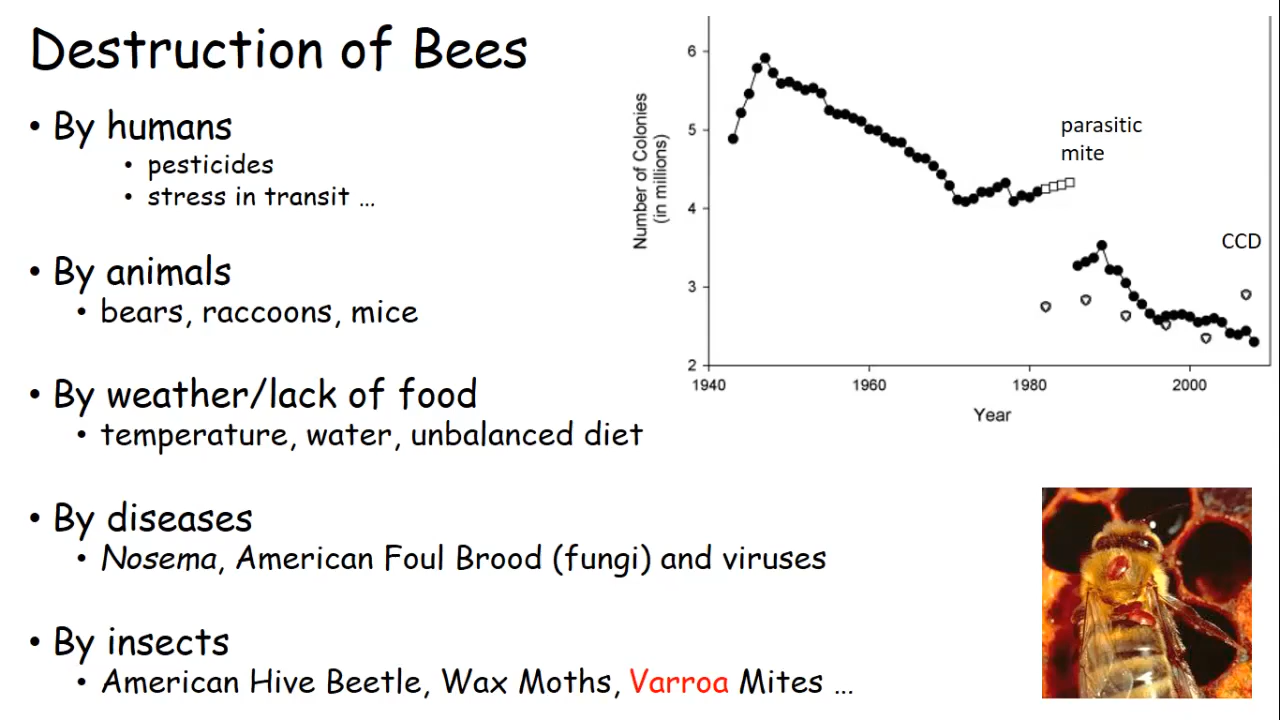 Destruction of Bees
• By humans
• pesticides
• stress in transit ...
• By animals
• bears, raccoons, mice
• By weather/lack of food
• temperature, water, unbalanced diet
• By diseases
• Nosema, American Foul Brood (fungi) and viruses
• By insects
• American Hive Beetle, Wax Moths, Varroa Mites ...
Number of Colonies
(in millions)
6
5
4
3
2
parasitic
mite
CCD
1940 1960 1980 2000
Year